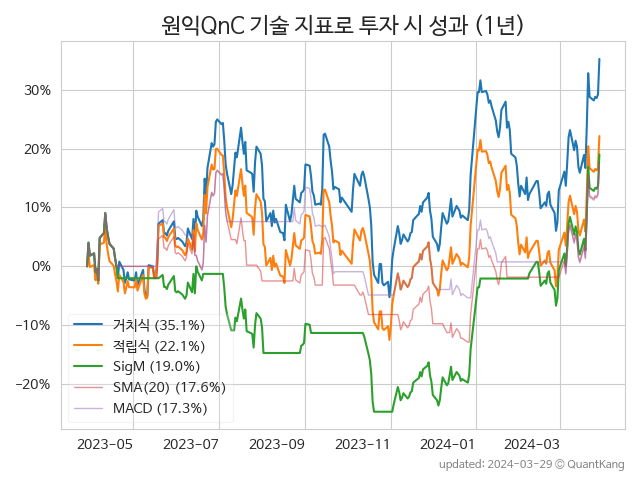 원익QnC 기술 지표로 투자 시 성과 (1년)
30%
20%
10%
0%
−10%
−20%
거치식 (35.1%)
적립식 (22.1%)
SigM (19.0%)
SMA(20) (17.6%)
MACD (17.3%)
2023-05 2023-07 2023-09 2023-11 2024-01 2024-03
updated: 2024-03-29 © QuantKang